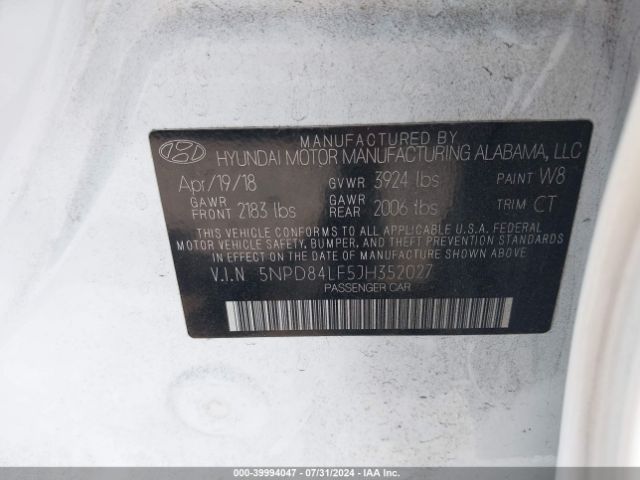 MANUFACTURED BY
HYUNDAI MOTOR MANUFACTURING ALABAMA, LLC
Apr/19/18 GVWR 3924 lbs PAINT W8
GAWR FRONT 2183 lbs GAWR REAR 2006 lbs TRIM CT
THIS VEHICLE CONFORMS TO ALL APPLICABLE U.S.A. FEDERAL
MOTOR VEHICLE SAFETY, BUMPER, AND THEFT PREVENTION
STANDARDS IN EFFECT ON THE DATE OF MANUFACTURE SHOWN ABOVE.
V.I.N 5NPD84LF5JH352027
PASSENGER CAR
000-39994047 / 07/31/2024 - IAA Inc.